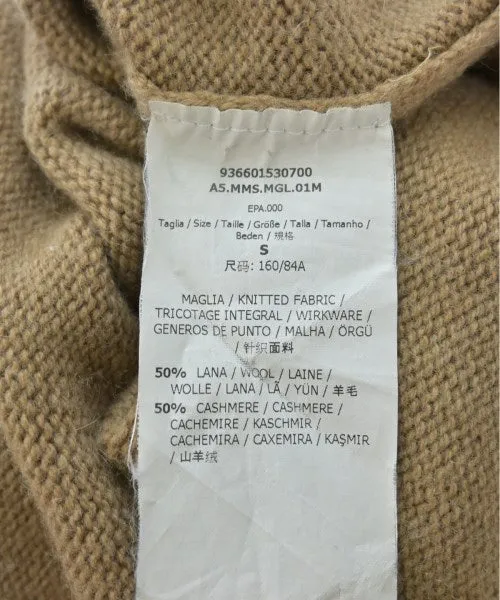 936601530700
A5.MMS.MGL.01M
EPA.000
Taglia / Size / Taille / Größe / Talla / Tamanho /
Beden / 规格
S
尺码: 160/84A
MAGLIA / KNITTED FABRIC /
TRICOTAGE INTEGRAL / WIRKWARE /
GENEROS DE PUNTO / MALHA / ÖRGÜ
/ 针织面料
50% LANA / WOOL / LAINE /
WOLLE / LANA / LÃ / YÜN / 羊毛
50% CASHMERE / CASHMERE /
CACHEMIRE / KASCHMIR /
CACHEMIRA / CAXEMIRA / KAŞMIR
/ 山羊绒